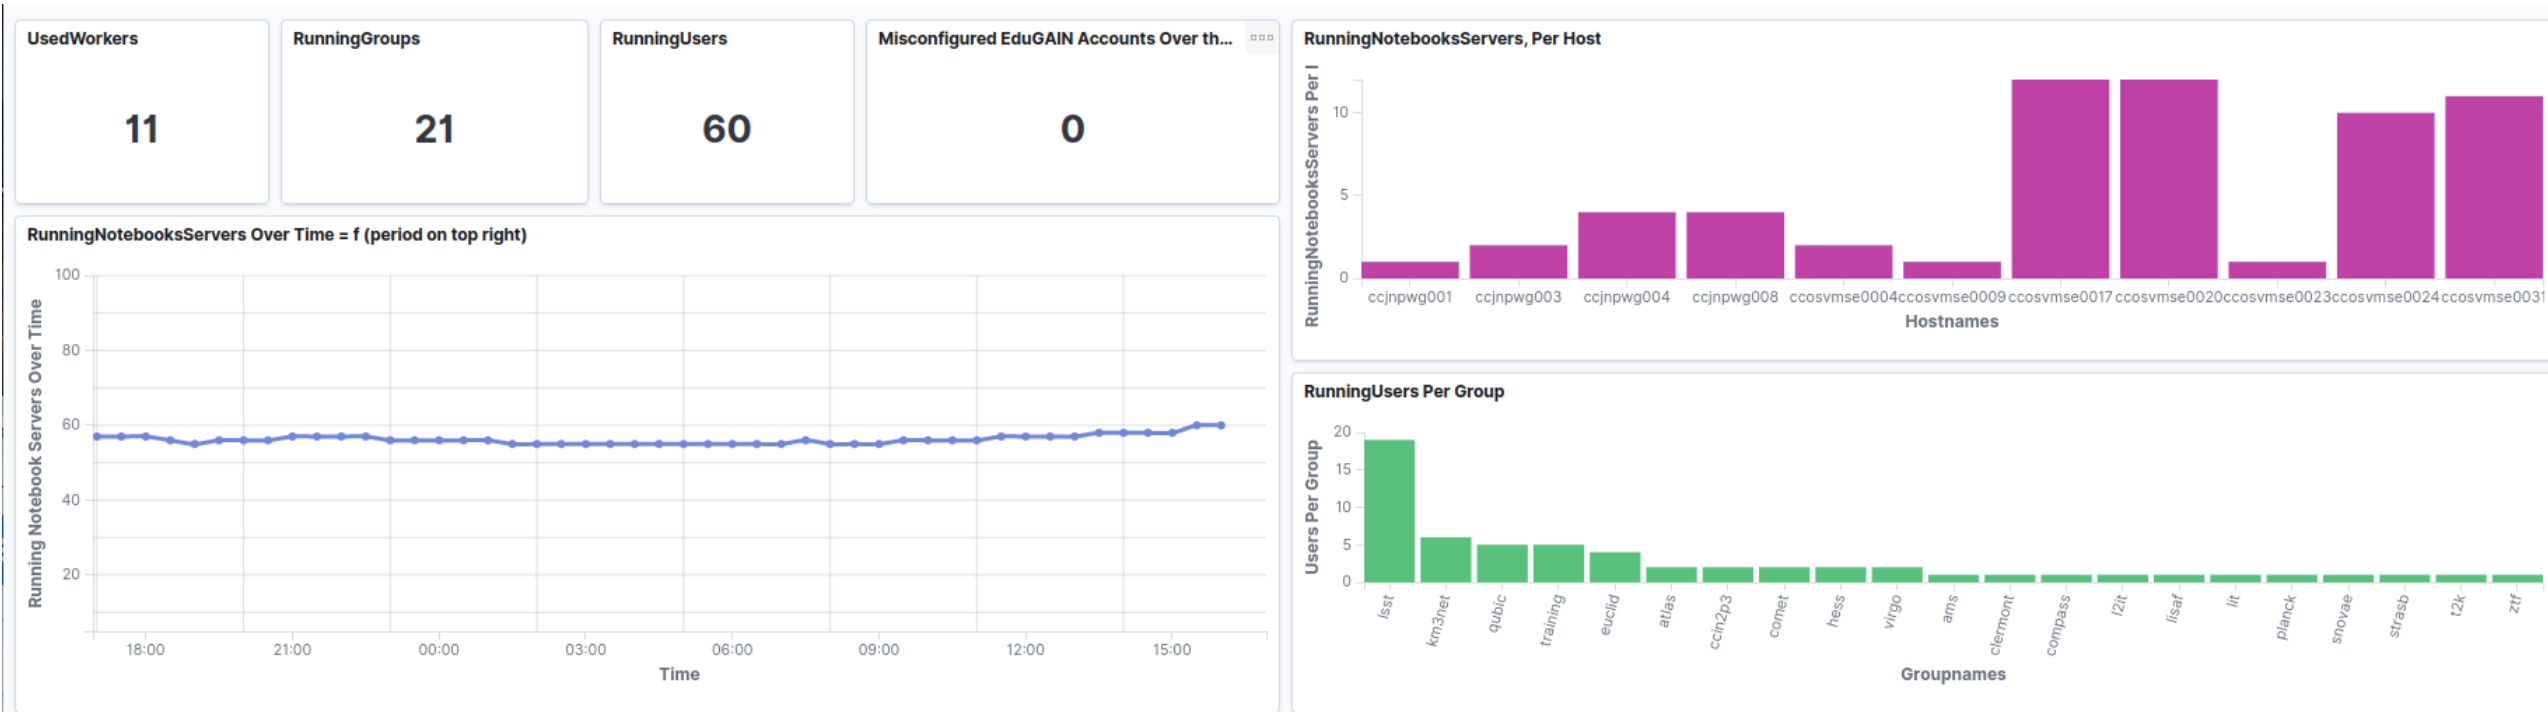 UsedWorkers
11
RunningGroups
21
RunningUsers
60
Misconfigured EduGAIN Accounts Over th...
0
RunningNotebooksServers Over Time = f (period on top right)
Running Notebook Servers Over Time
100
80
60
40
20
18:00 21:00 00:00 03:00 06:00 09:00 12:00 15:00
Time
RunningNotebooksServers, Per Host
RunningNotebooksServers Per I
10
5
0
ccjnpwg001 ccjnpwg003 ccjnpwg004 ccjnpwg008 ccosvmse0004 ccosvmse0009 ccosvmse0017 ccosvmse0020 ccosvmse0023 ccosvmse0024 ccosvmse0031
Hostnames
RunningUsers Per Group
Users Per Group
20
15
10
5
0
lsst km3net qubic training euclid atlas ccin2p3 comet hess virgo ams clermont compass l2it lisaf lit planck snovae strasb t2k ztf
Groupnames